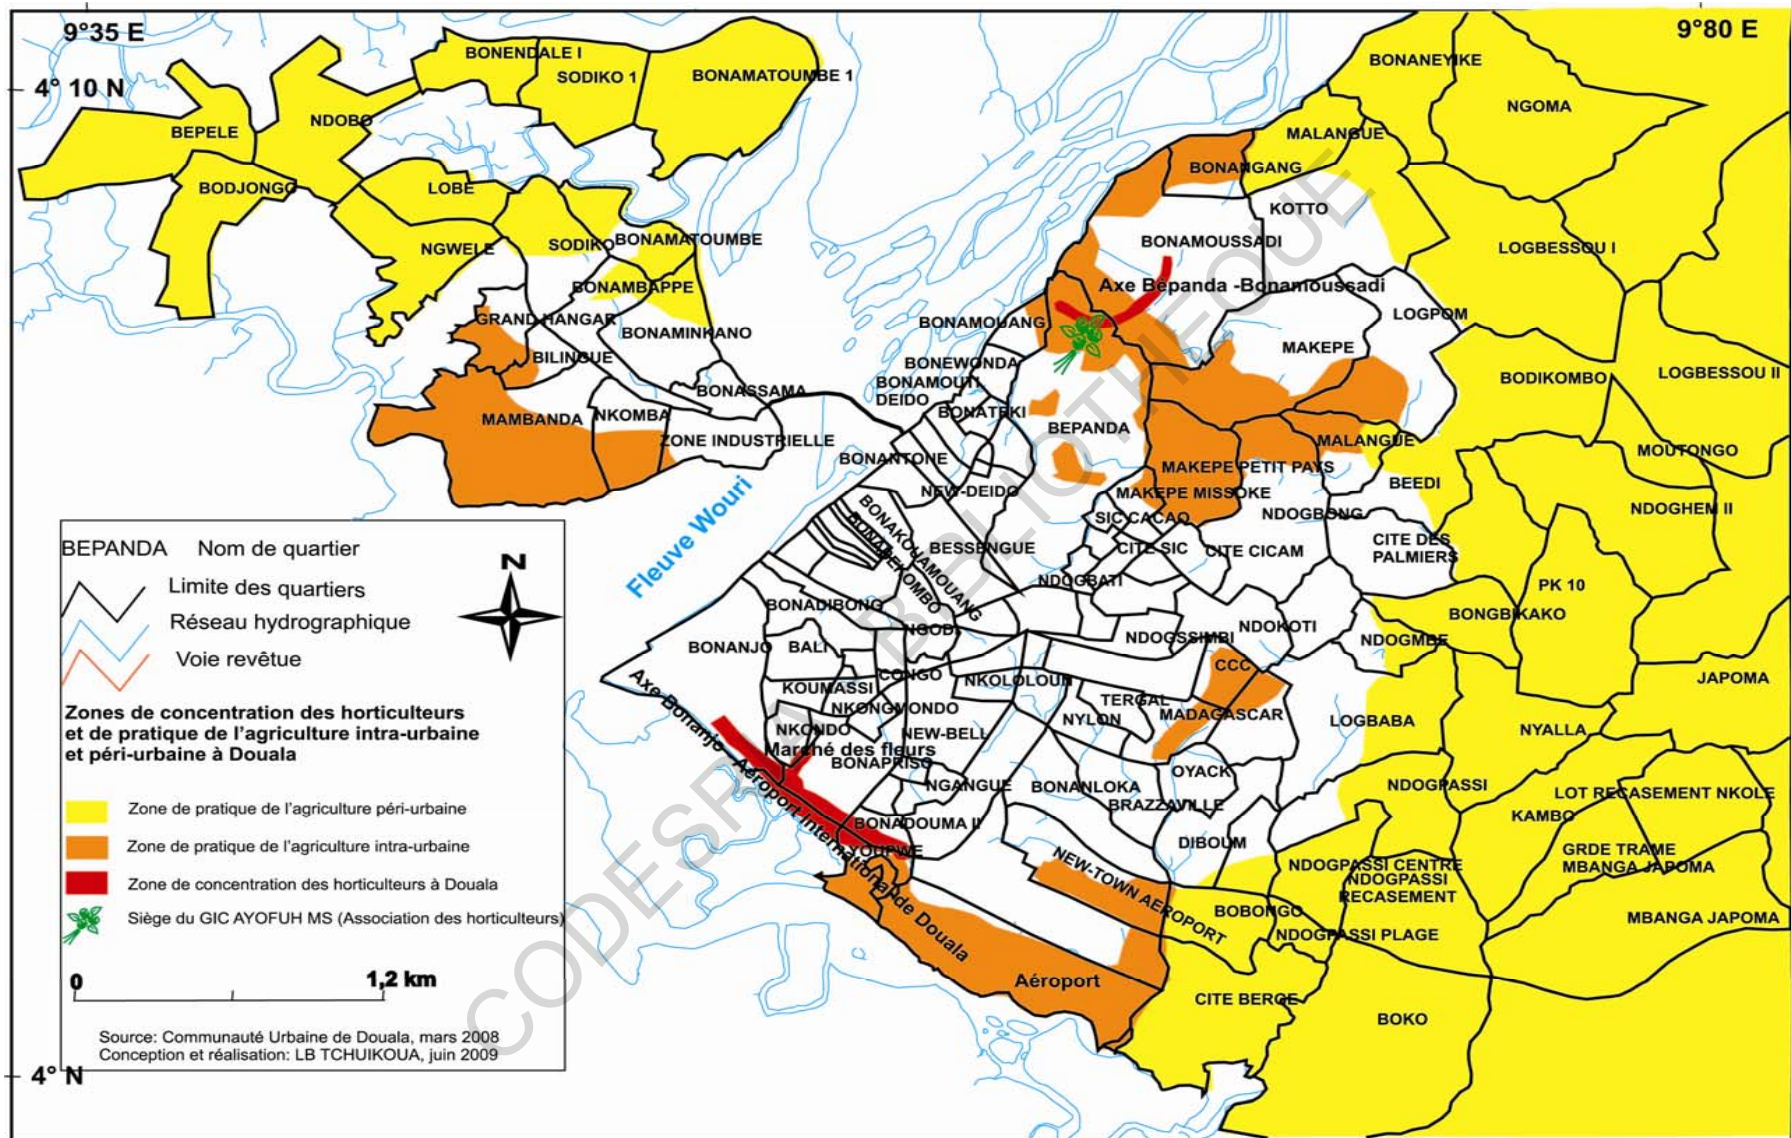 9°35 E
9°80 E
4° 10 N
4° N
BONENDALE I
SODIKO 1
BONAMATOUMBE 1
BEPELE
NDOBO
BODJONGO
LOBE
NGWELE
SODIKO
BONAMATOUMBE
BONAMBAPPE
GRAND HANGAR
BONAMINKANO
BILINGUE
BONASSAMA
MAMBANDA
NKOMBA
ZONE INDUSTRIELLE
Fleuve Wouri
BONANEYIKE
NGOMA
MALANGUE
BONANGANG
KOTTO
BONAMOUSSADI
LOGBESSOU I
Axe Bépanda -Bonamoussadi
LOGPOM
BONAMOUANG
MAKEPE
BONEWONDA
BONAMOUTI
DEIDO
BONATEKI
BEPANDA
BODIKOMBO
LOGBESSOU II
MALANGUE
MOUTONGO
BONANTONE
MAKEPE PETIT PAYS
NEW-DEIDO
MAKEPE MISSOKE
BEEDI
NDOGHEM II
SIC CACAO
NDOGBONG
BONAKOUAMOUANG
BESSENGUE
CITE SIC
CITE CICAM
CITE DES
PALMIERS
NDOGBATI
PK 10
BONADIBONG
NGODI
NDOGSSIMBI
NDOKOTI
NDOGMBE
BONGBIKAKO
BONANJO
BALI
CCC
JAPOMA
KOUMASSI
CONGO
NKOLOLOUN
NKONGMONDO
TERGAL
NYLON
MADAGASCAR
LOGBABA
NYALLA
NKONDO
NEW-BELL
Marché des fleurs
BONAPRISO
OYACK
NGANGUE
BONANLOKA
BRAZZAVILLE
NDOGPASSI
LOT RECASEMENT NKOLE
KAMBO
BONADOUMA II
YOUPWE
DIBOUM
GRDE TRAME
MBANGA JAPOMA
NDOGPASSI CENTRE
NDOGPASSI
RECASEMENT
NEW-TOWN AEROPORT
BOBONGO
MBANGA JAPOMA
NDOGPASSI PLAGE
Axe Bonanjo - Aéroport international de Douala
Aéroport
CITE BERGE
BOKO
BEPANDA Nom de quartier
Limite des quartiers
Réseau hydrographique
Voie revêtue
N
Zones de concentration des horticulteurs
et de pratique de l'agriculture intra-urbaine
et péri-urbaine à Douala
Zone de pratique de l'agriculture péri-urbaine
Zone de pratique de l'agriculture intra-urbaine
Zone de concentration des horticulteurs à Douala
Siège du GIC AYOFUH MS (Association des horticulteurs)
0 1,2 km
Source: Communauté Urbaine de Douala, mars 2008
Conception et réalisation: LB TCHUIKOUA, juin 2009
CODESRIA - BIBLIOTHEQUE